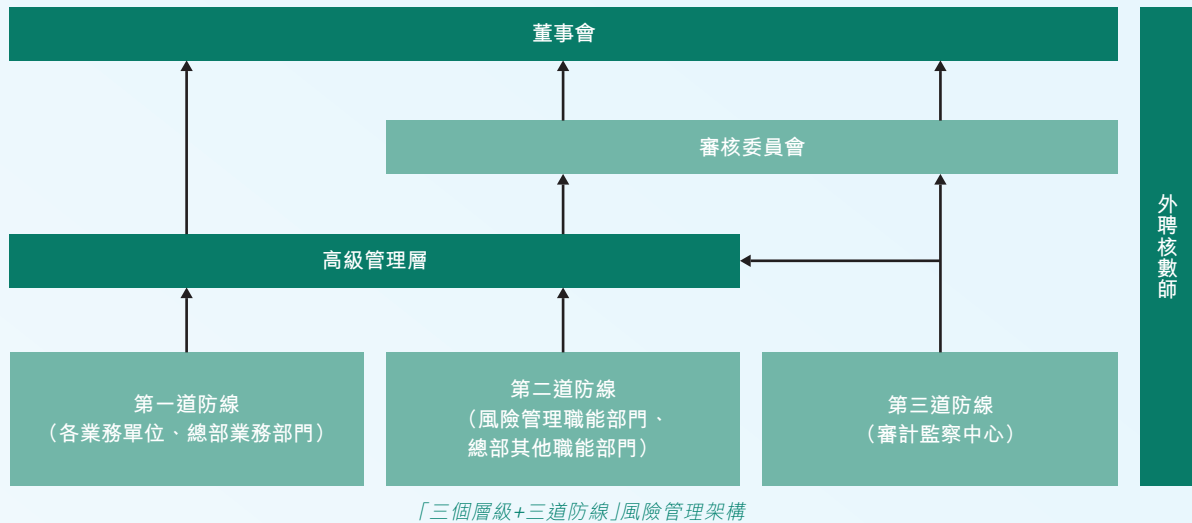 董事會
審核委員會
高級管理層
第一道防線
（各業務單位、總部業務部門）
第二道防線
（風險管理職能部門、
總部其他職能部門）
第三道防線
（審計監察中心）
外聘核數師
「三個層級+三道防線」風險管理架構